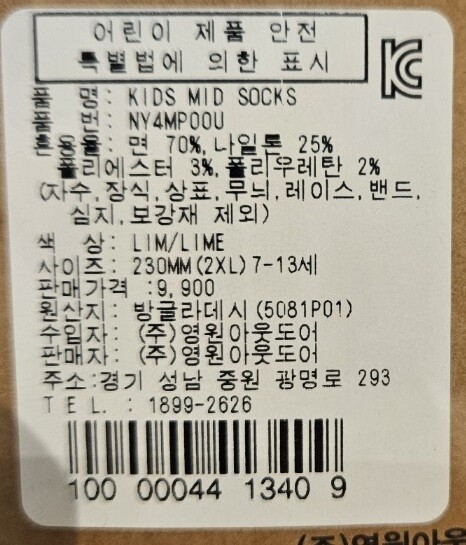 어린이 제품 안전
특별법에 의한 표시
KC
품 명: KIDS MID SOCKS
품 번: NY4MP00U
혼용율: 면 70%, 나일론 25%
폴리에스터 3%, 폴리우레탄 2%
(자수,장식,상표,무늬,레이스,밴드,
심지,보강재 제외)
색 상: LIM/LIME
사이즈: 230MM(2XL) 7-13세
판매가격 :9,900
원산지: 방글라데시(5081P01)
수입자: (주)영원아웃도어
판매자: (주)영원아웃도어
주소:경기 성남 중원 광명로 293
TEL. : 1899-2626
100 00044 1340 9
(주)영원아웃